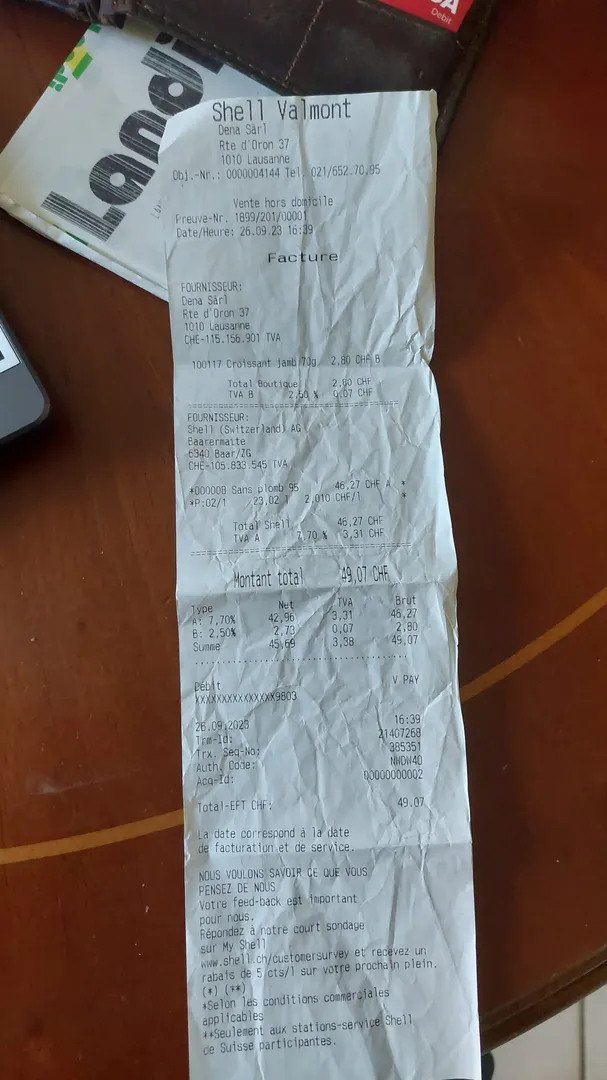 Debit
Landi
Shell Valmont
Dena Sàrl
Rte d'Oron 37
1010 Lausanne
Obj.-Nr.: 0000004144 Tel. 021/652.70.95
Vente hors domicile
Preuve-Nr. 1899/201/00001
Date/Heure: 26.09.23 16:39
Facture
FOURNISSEUR:
Dena Sàrl
Rte d'Oron 37
1010 Lausanne
CHE-115.156.901 TVA
100117 Croissant jamb 70g 2,80 CHF B
Total Boutique 2,80 CHF
TVA B 2,50 % 0,07 CHF
FOURNISSEUR:
Shell (Switzerland) AG
Baarermatte
6340 Baar/ZG
CHE-105.833.545 TVA
*000008 Sans plomb 95 46,27 CHF A *
*P:02/1 23,02 l 2,010 CHF/l *
Total Shell 46,27 CHF
TVA A 7,70 % 3,31 CHF
Montant total 49,07 CHF
Type Net TVA Brut
A: 7,70% 42,96 3,31 46,27
B: 2,50% 2,73 0,07 2,80
Summe 45,69 3,38 49,07
Débit V PAY
XXXXXXXXXXXXXXX9803
26.09.2023 16:39
Trm-Id: 21407268
Trx. Seq-No: 385351
Auth. Code: NWDW40
Acq-Id: 00000000002
Total-EFT CHF: 49.07
La date correspond à la date
de facturation et de service.
NOUS VOULONS SAVOIR CE QUE VOUS
PENSEZ DE NOUS
Votre feed-back est important
pour nous.
Répondez à notre court sondage
sur My Shell
www.shell.ch/customersurvey et recevez un
rabais de 5 cts/l sur votre prochain plein.
(*) (**)
*Selon les conditions commerciales
applicables
**Seulement aux stations-service Shell
de Suisse participantes.